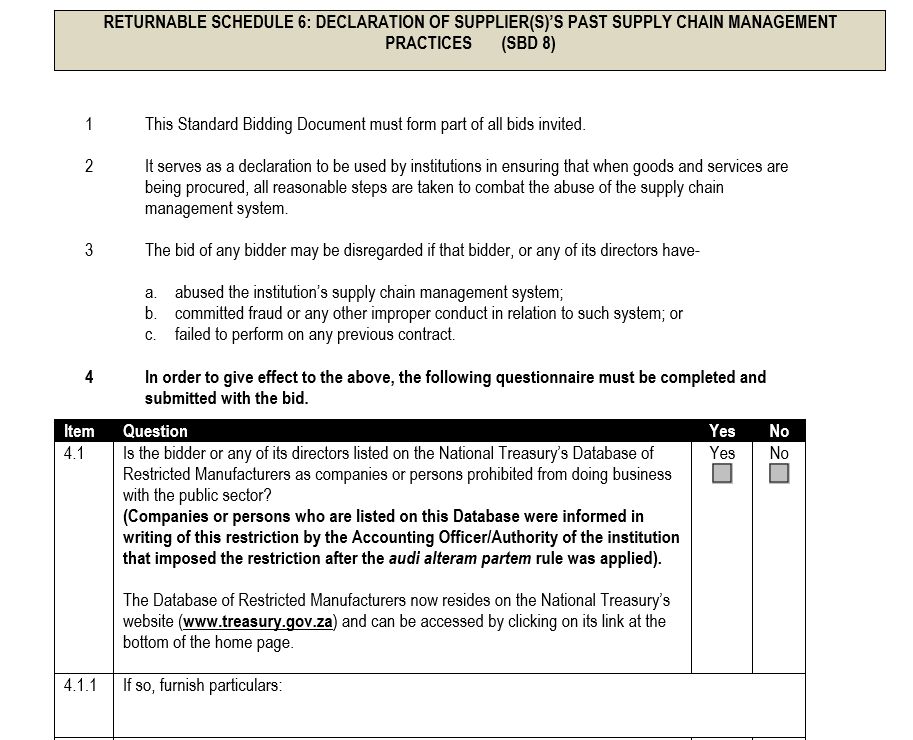 RETURNABLE SCHEDULE 6: DECLARATION OF SUPPLIER(S)'S PAST SUPPLY CHAIN MANAGEMENT
PRACTICES (SBD 8)
1 This Standard Bidding Document must form part of all bids invited.
2 It serves as a declaration to be used by institutions in ensuring that when goods and services are
being procured, all reasonable steps are taken to combat the abuse of the supply chain
management system.
3 The bid of any bidder may be disregarded if that bidder, or any of its directors have-
a. abused the institution's supply chain management system;
b. committed fraud or any other improper conduct in relation to such system; or
c. failed to perform on any previous contract.
4 In order to give effect to the above, the following questionnaire must be completed and
submitted with the bid.
Item Question Yes No
4.1 Is the bidder or any of its directors listed on the National Treasury's Database of Yes No
Restricted Manufacturers as companies or persons prohibited from doing business
with the public sector?
(Companies or persons who are listed on this Database were informed in
writing of this restriction by the Accounting Officer/Authority of the institution
that imposed the restriction after the audi alteram partem rule was applied).
The Database of Restricted Manufacturers now resides on the National Treasury's
website (www.treasury.gov.za) and can be accessed by clicking on its link at the
bottom of the home page.
4.1.1 If so, furnish particulars: